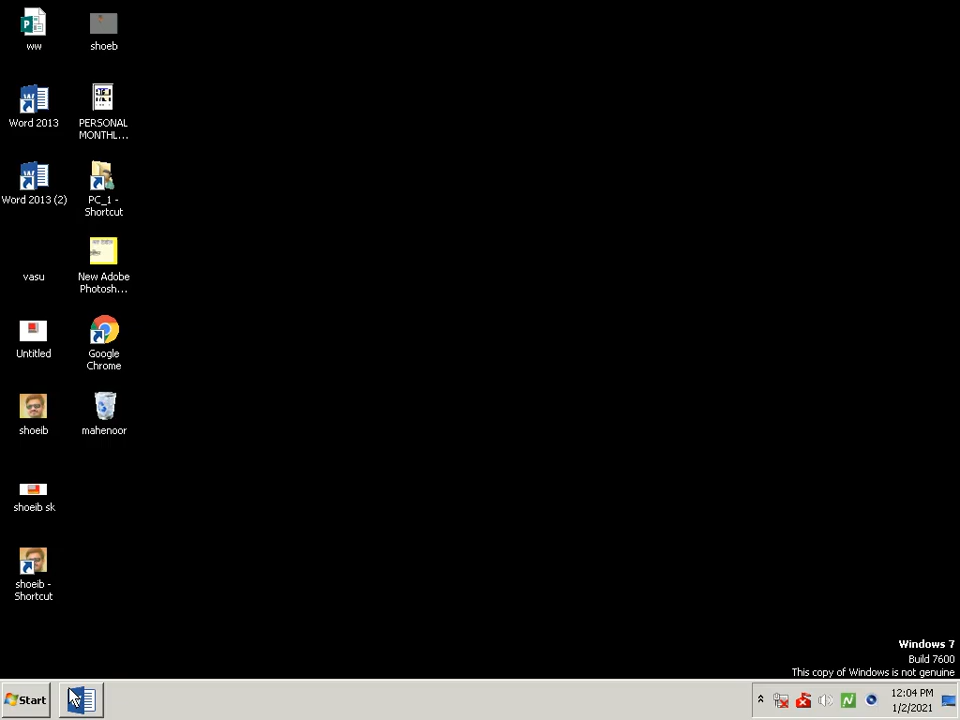 ww
shoeb
Word 2013
PERSONAL
MONTHL...
Word 2013 (2)
PC_1 -
Shortcut
vasu
New Adobe
Photosh...
Untitled
Google
Chrome
shoeib
mahenoor
shoeib sk
shoeib -
Shortcut
Windows 7
Build 7600
This copy of Windows is not genuine
Start
12:04 PM
1/2/2021